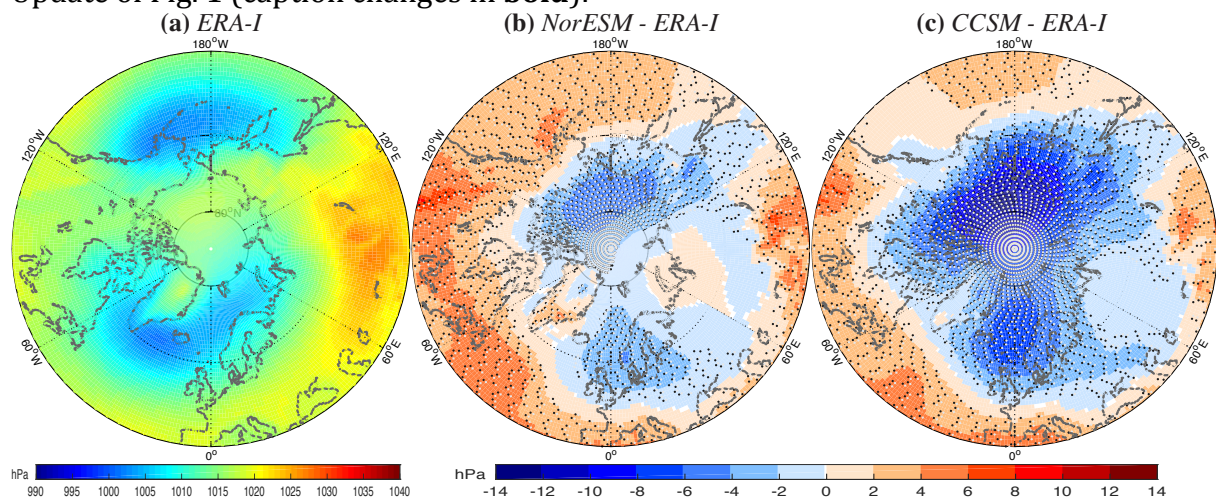 Update of Fig. 1 (caption changes in bold):
(a) ERA-I
(b) NorESM - ERA-I
(c) CCSM - ERA-I
180°W
180°W
180°W
120°W
120°E
120°W
120°E
120°W
120°E
80°N
60°W
60°E
60°W
60°E
60°W
60°E
0°
0°
0°
hPa
990 995 1000 1005 1010 1015 1020 1025 1030 1035 1040
hPa
-14 -12 -10 -8 -6 -4 -2 0 2 4 6 8 10 12 14